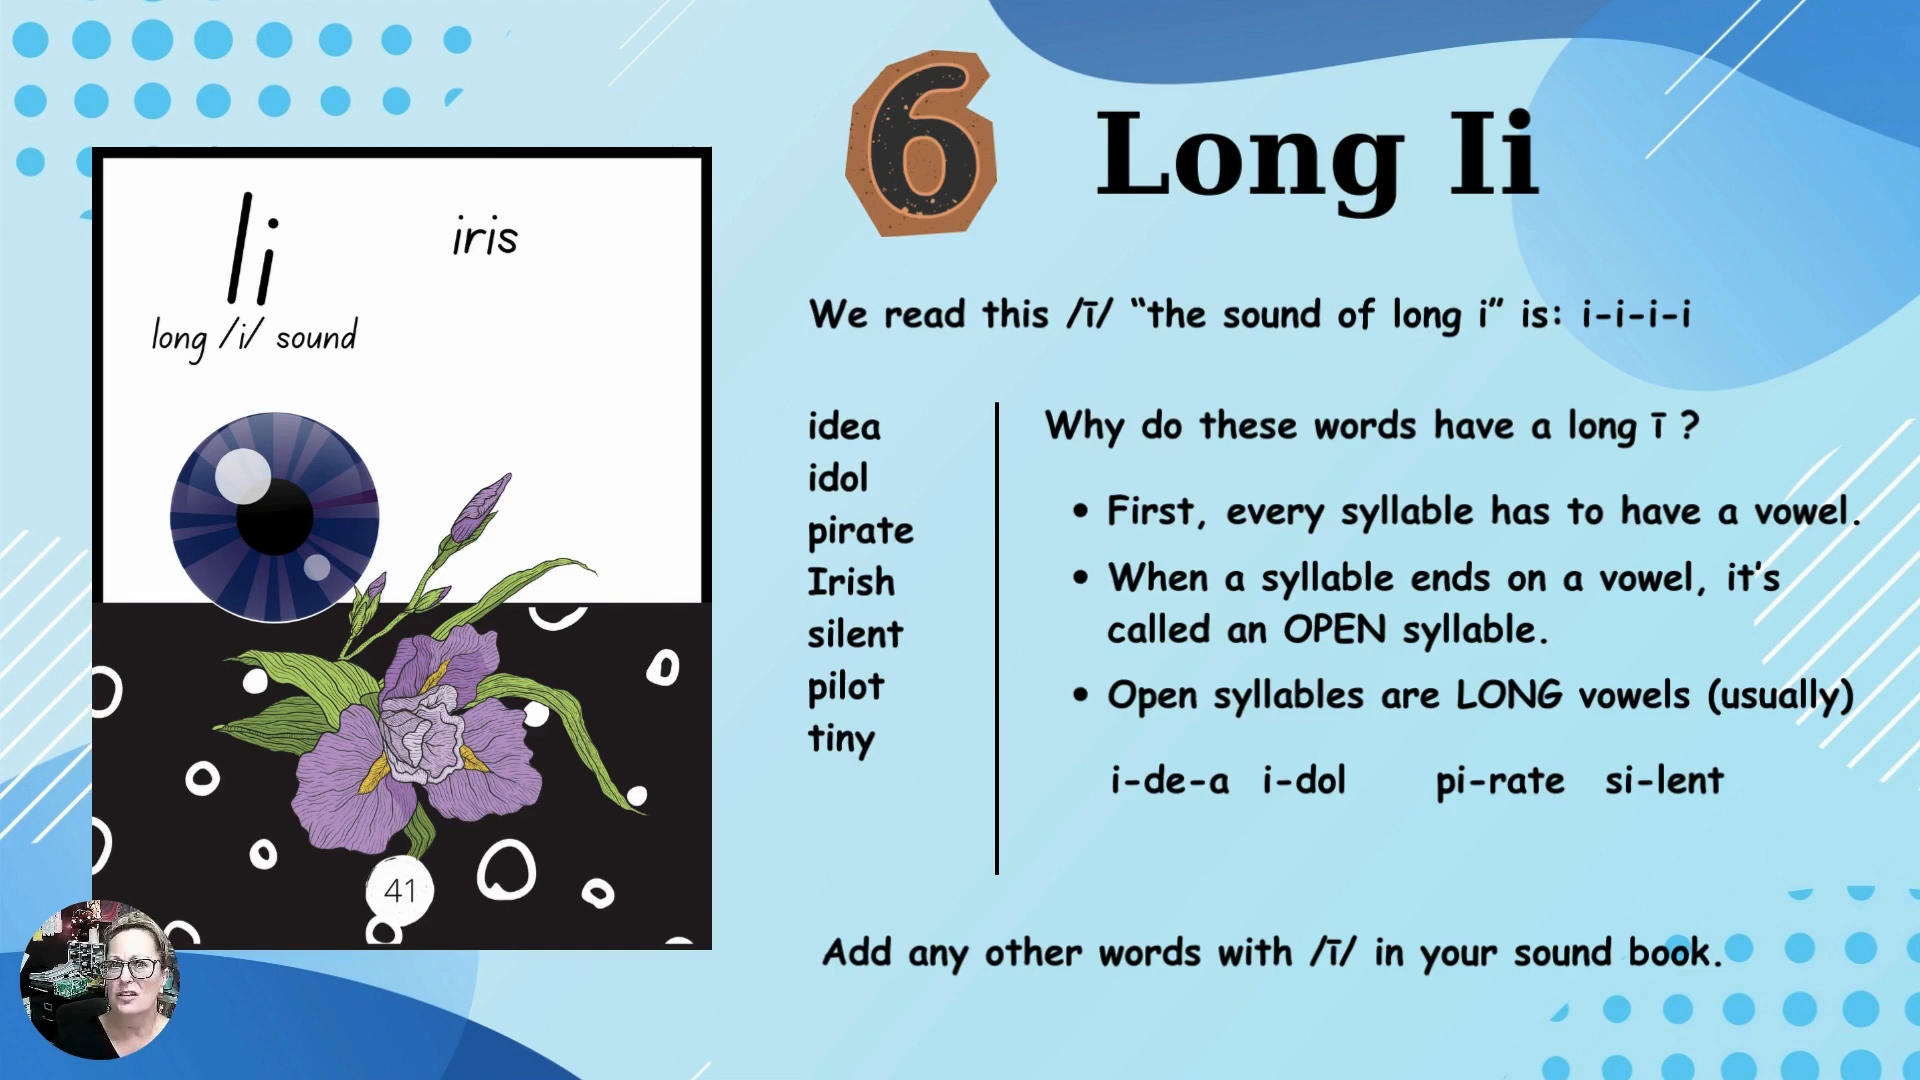 Ii
iris
long /i/ sound
41
6
Long Ii
We read this /ī/ “the sound of long i” is: i-i-i-i
idea
idol
pirate
Irish
silent
pilot
tiny
Why do these words have a long ī ?
• First, every syllable has to have a vowel.
• When a syllable ends on a vowel, it's
called an OPEN syllable.
• Open syllables are LONG vowels (usually)
i-de-a i-dol pi-rate si-lent
Add any other words with /ī/ in your sound book.